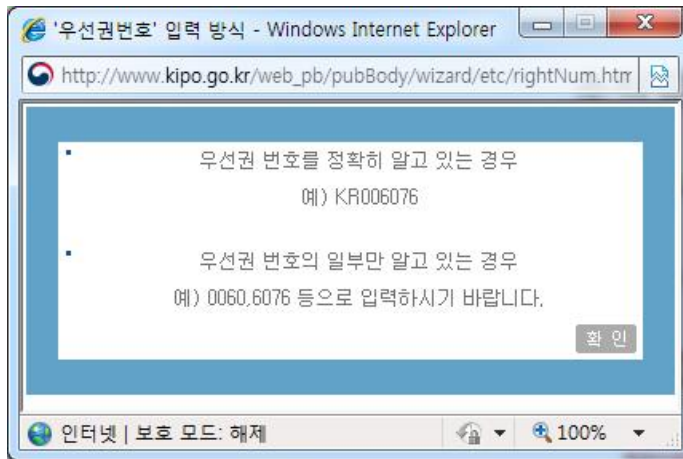 '우선권번호' 입력 방식 - Windows Internet Explorer
http://www.kipo.go.kr/web_pb/pubBody/wizard/etc/rightNum.htm
우선권 번호를 정확히 알고 있는 경우
예) KR006076
우선권 번호의 일부만 알고 있는 경우
예) 0060,6076 등으로 입력하시기 바랍니다.
확 인
인터넷 | 보호 모드: 해제
100%